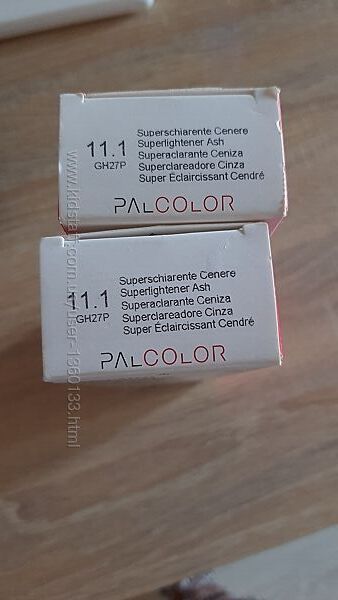 11.1
GH27P
Superschiarente Cenere
Superlightener Ash
Superaclarante Ceniza
Superclareadore Cinza
Super Éclaircissant Cendré
PALCOLOR
11.1
GH27P
Superschiarente Cenere
Superlightener Ash
Superaclarante Ceniza
Superclareadore Cinza
Super Éclaircissant Cendré
PALCOLOR